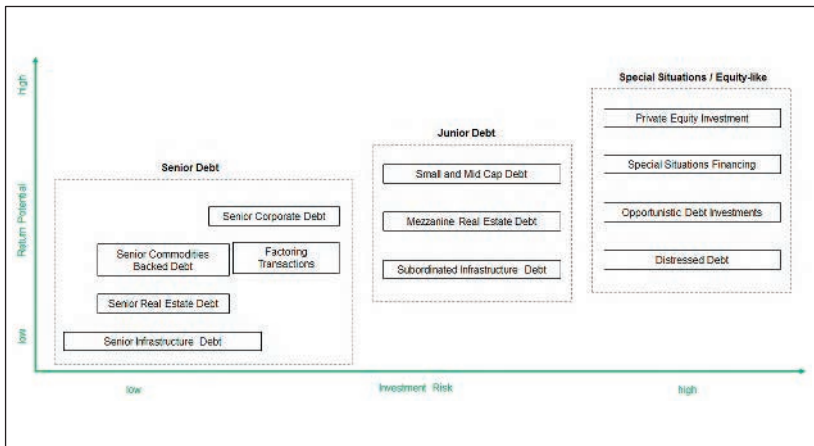 Special Situations / Equity-like
Private Equity Investment
Special Situations Financing
Opportunistic Debt Investments
Distressed Debt
Junior Debt
Small and Mid Cap Debt
Mezzanine Real Estate Debt
Subordinated Infrastructure Debt
Senior Debt
Senior Corporate Debt
Senior Commodities
Backed Debt
Factoring
Transactions
Senior Real Estate Debt
Senior Infrastructure Debt
high
Return Potential
low
low
Investment Risk
high